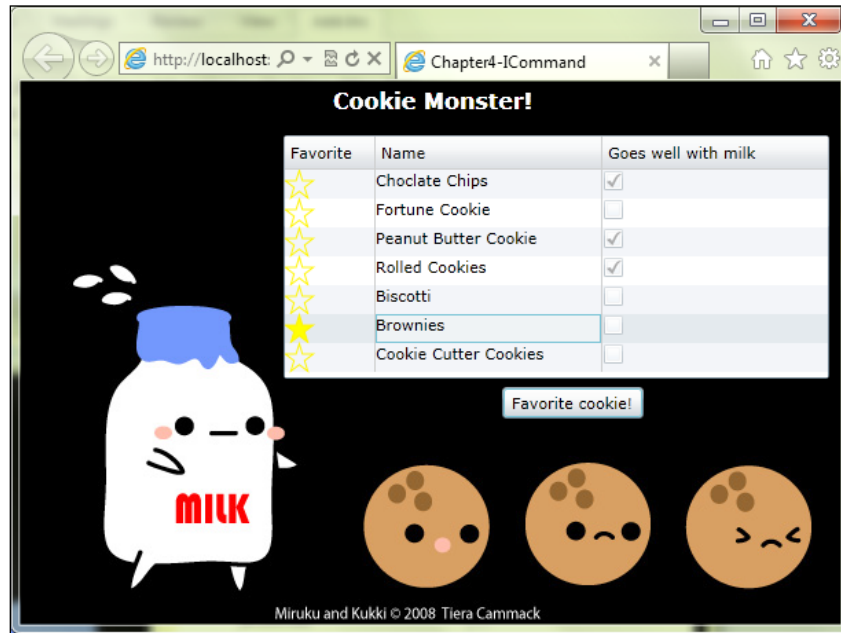 http://localhost:
Chapter4-ICommand
Cookie Monster!
Favorite Name Goes well with milk
Choclate Chips
Fortune Cookie
Peanut Butter Cookie
Rolled Cookies
Biscotti
Brownies
Cookie Cutter Cookies
Favorite cookie!
MILK
Miruku and Kukki © 2008 Tiera Cammack